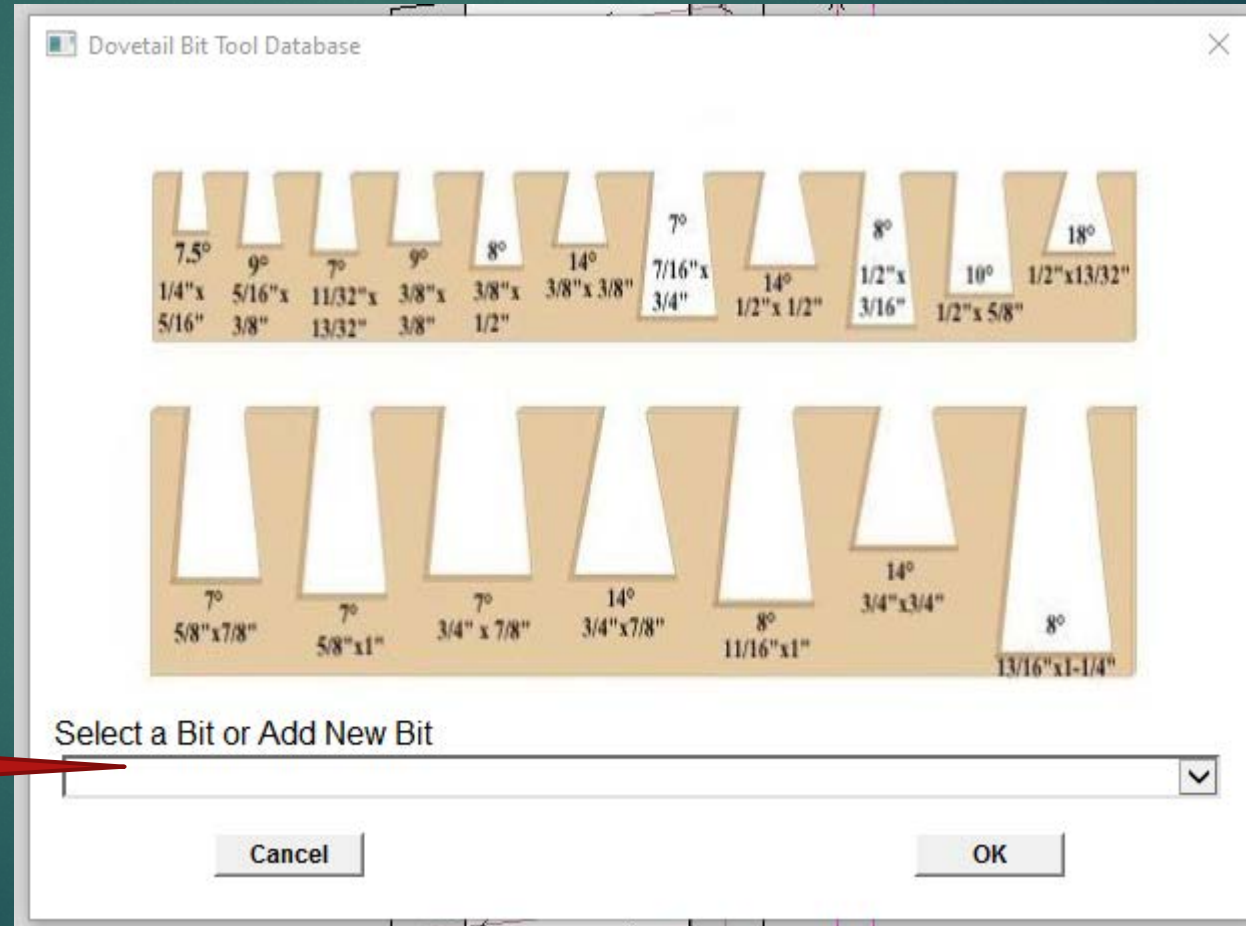 Dovetail Bit Tool Database
7.5°
1/4"x
5/16"
9°
5/16"x
3/8"
7°
11/32"x
13/32"
9°
3/8"x
3/8"
8°
3/8"x
1/2"
14°
3/8"x 3/8"
7°
7/16"x
3/4"
14°
1/2"x 1/2"
8°
1/2"x
3/16"
10°
1/2"x 5/8"
18°
1/2"x13/32"
7°
5/8"x7/8"
7°
5/8"x1"
7°
3/4" x 7/8"
14°
3/4"x7/8"
8°
11/16"x1"
14°
3/4"x3/4"
8°
13/16"x1-1/4"
Select a Bit or Add New Bit
Cancel
OK